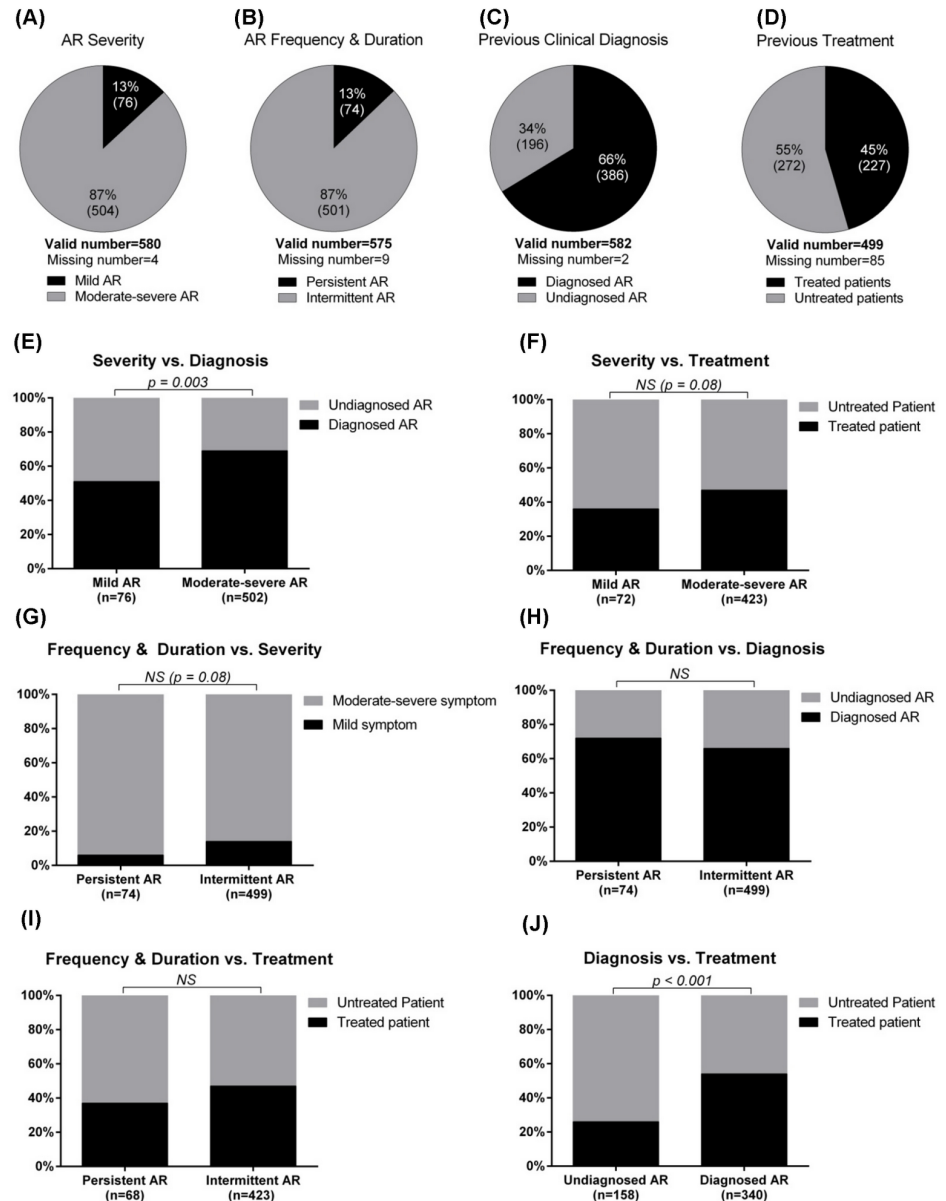 (A)
AR Severity
13%
(76)
87%
(504)
Valid number=580
Missing number=4
Mild AR
Moderate-severe AR
(B)
AR Frequency & Duration
13%
(74)
87%
(501)
Valid number=575
Missing number=9
Persistent AR
Intermittent AR
(C)
Previous Clinical Diagnosis
34%
(196)
66%
(386)
Valid number=582
Missing number=2
Diagnosed AR
Undiagnosed AR
(D)
Previous Treatment
55%
(272)
45%
(227)
Valid number=499
Missing number=85
Treated patients
Untreated patients
(E)
Severity vs. Diagnosis
p = 0.003
100%
80%
60%
40%
20%
0%
Undiagnosed AR
Diagnosed AR
Mild AR
(n=76)
Moderate-severe AR
(n=502)
(F)
Severity vs. Treatment
NS (p = 0.08)
100%
80%
60%
40%
20%
0%
Untreated Patient
Treated patient
Mild AR
(n=72)
Moderate-severe AR
(n=423)
(G)
Frequency & Duration vs. Severity
NS (p = 0.08)
100%
80%
60%
40%
20%
0%
Moderate-severe symptom
Mild symptom
Persistent AR
(n=74)
Intermittent AR
(n=499)
(H)
Frequency & Duration vs. Diagnosis
NS
100%
80%
60%
40%
20%
0%
Undiagnosed AR
Diagnosed AR
Persistent AR
(n=74)
Intermittent AR
(n=499)
(I)
Frequency & Duration vs. Treatment
NS
100%
80%
60%
40%
20%
0%
Untreated Patient
Treated patient
Persistent AR
(n=68)
Intermittent AR
(n=423)
(J)
Diagnosis vs. Treatment
p < 0.001
100%
80%
60%
40%
20%
0%
Untreated Patient
Treated patient
Undiagnosed AR
(n=158)
Diagnosed AR
(n=340)